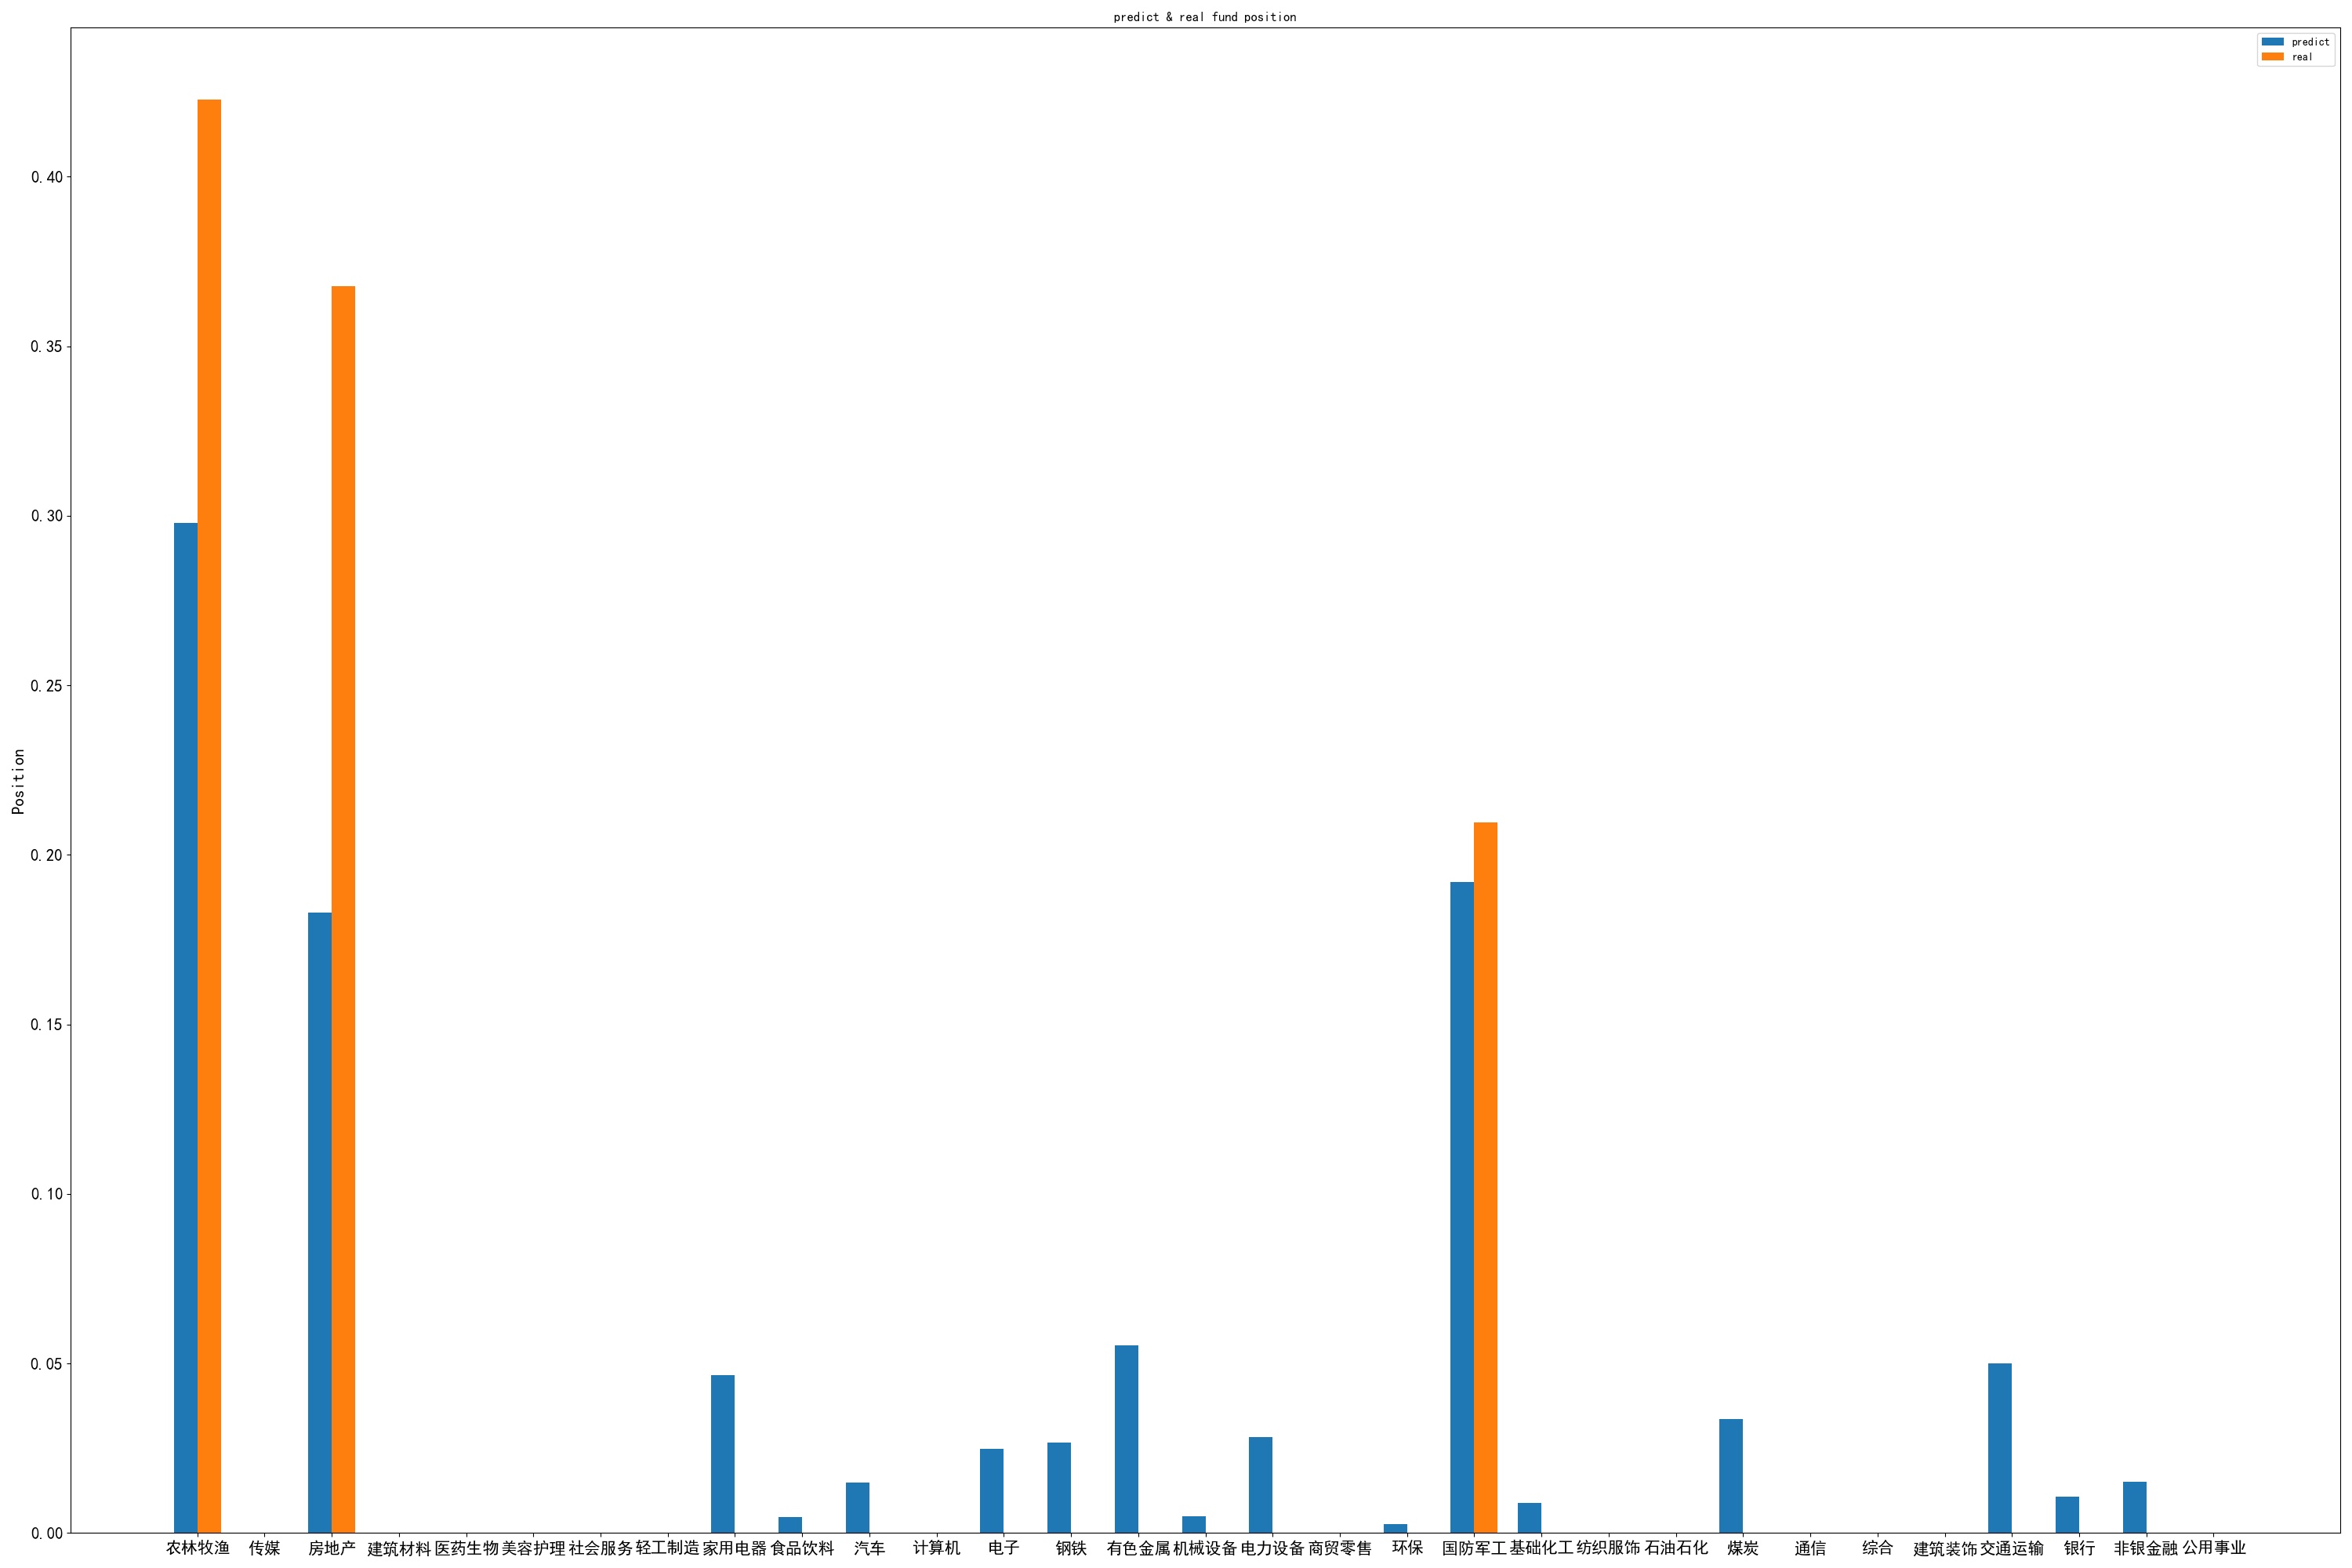 predict & real fund position
predict
real
0.40
0.35
0.30
0.25
0.20
0.15
0.10
0.05
0.00
Position
农林牧渔 传媒 房地产 建筑材料 医药生物 美容护理 社会服务 轻工制造 家用电器 食品饮料 汽车 计算机 电子 钢铁 有色金属 机械设备 电力设备 商贸零售 环保 国防军工 基础化工 纺织服饰 石油石化 煤炭 通信 综合 建筑装饰 交通运输 银行 非银金融 公用事业